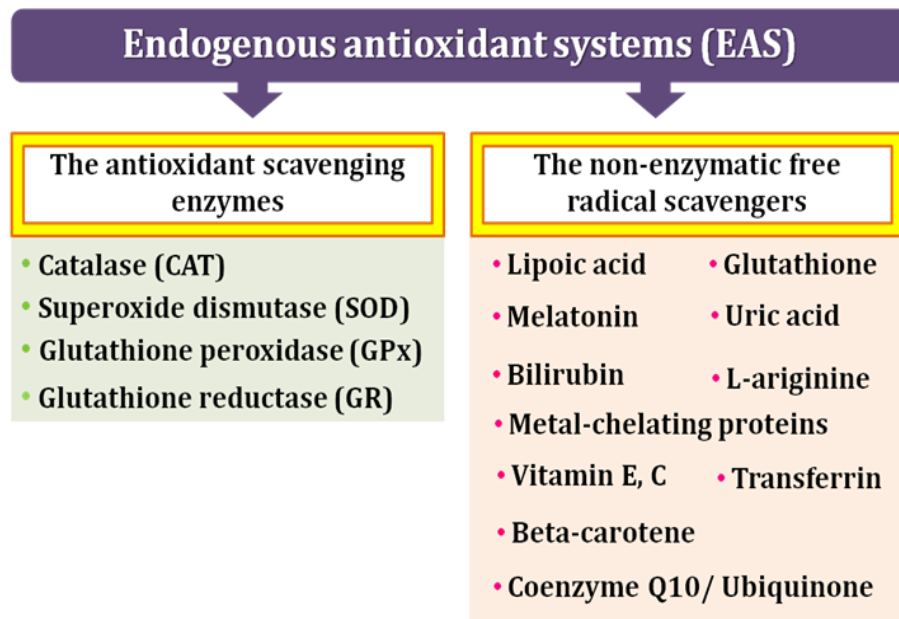 Endogenous antioxidant systems (EAS)
The antioxidant scavenging
enzymes
• Catalase (CAT)
• Superoxide dismutase (SOD)
• Glutathione peroxidase (GPx)
• Glutathione reductase (GR)
The non-enzymatic free
radical scavengers
• Lipoic acid • Glutathione
• Melatonin • Uric acid
• Bilirubin • L-ariginine
• Metal-chelating proteins
• Vitamin E, C • Transferrin
• Beta-carotene
• Coenzyme Q10/ Ubiquinone